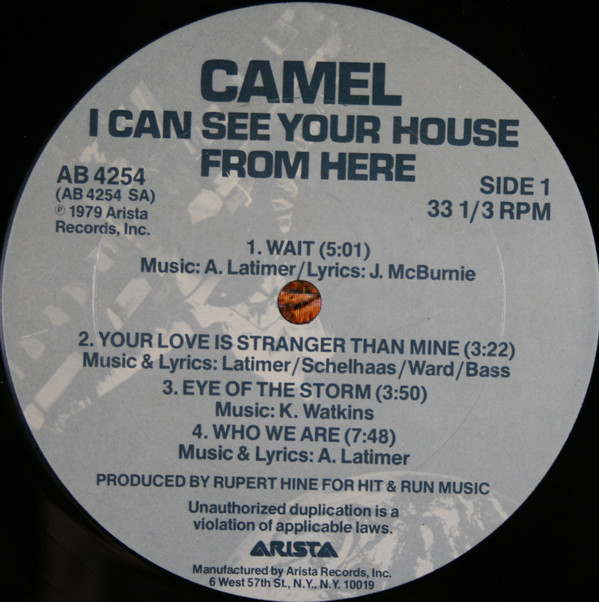 CAMEL
I CAN SEE YOUR HOUSE
FROM HERE
AB 4254
(AB 4254 SA)
℗ 1979 Arista
Records, Inc.
SIDE 1
33 1/3 RPM
1. WAIT (5:01)
Music: A. Latimer/Lyrics: J. McBurnie
2. YOUR LOVE IS STRANGER THAN MINE (3:22)
Music & Lyrics: Latimer/Schelhaas/Ward/Bass
3. EYE OF THE STORM (3:50)
Music: K. Watkins
4. WHO WE ARE (7:48)
Music & Lyrics: A. Latimer
PRODUCED BY RUPERT HINE FOR HIT & RUN MUSIC
Unauthorized duplication is a
violation of applicable laws.
ARISTA
Manufactured by Arista Records, Inc.
6 West 57th St., N.Y., N.Y. 10019